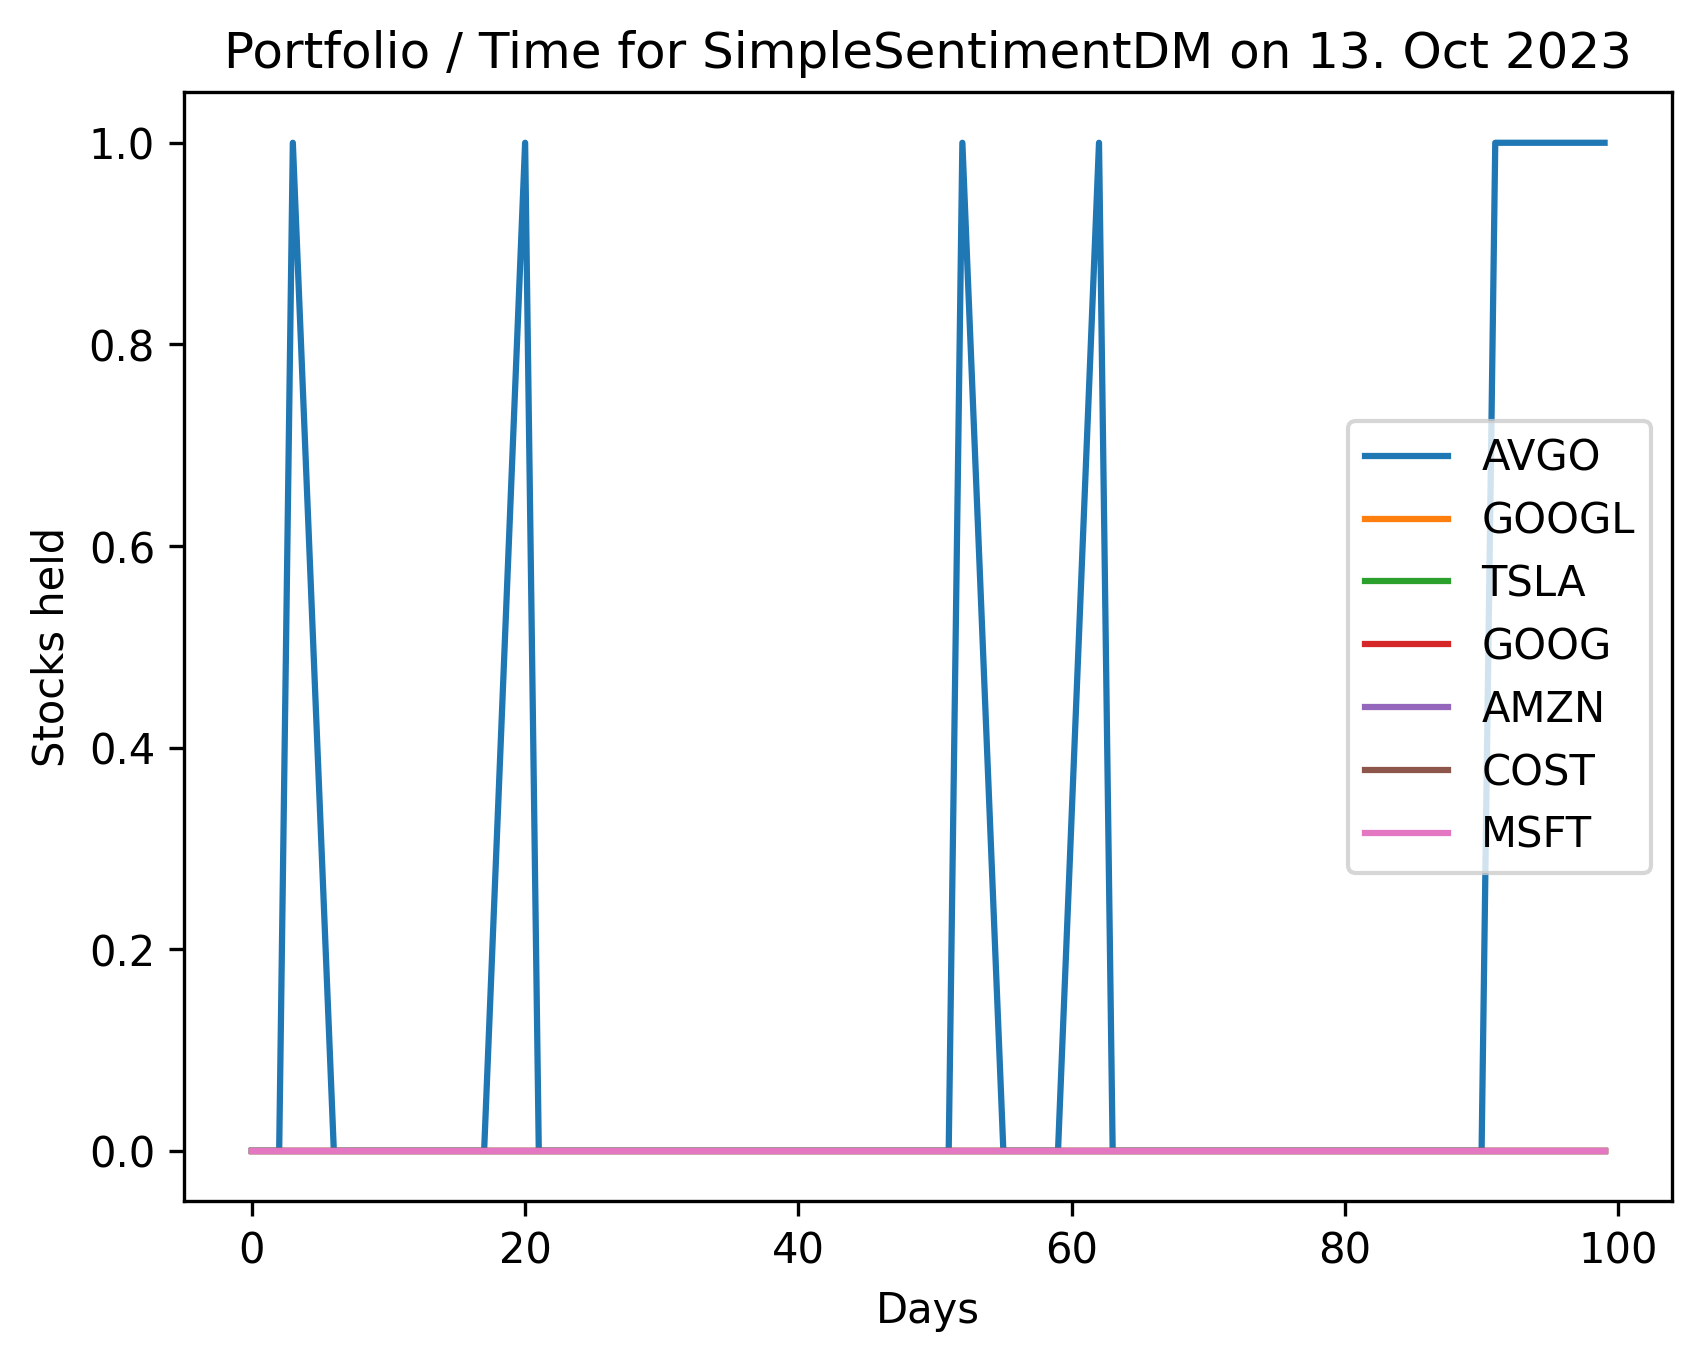 Portfolio / Time for SimpleSentimentDM on 13. Oct 2023
1.0
0.8
0.6
0.4
0.2
0.0
Stocks held
AVGO
GOOGL
TSLA
GOOG
AMZN
COST
MSFT
0 20 40 60 80 100
Days